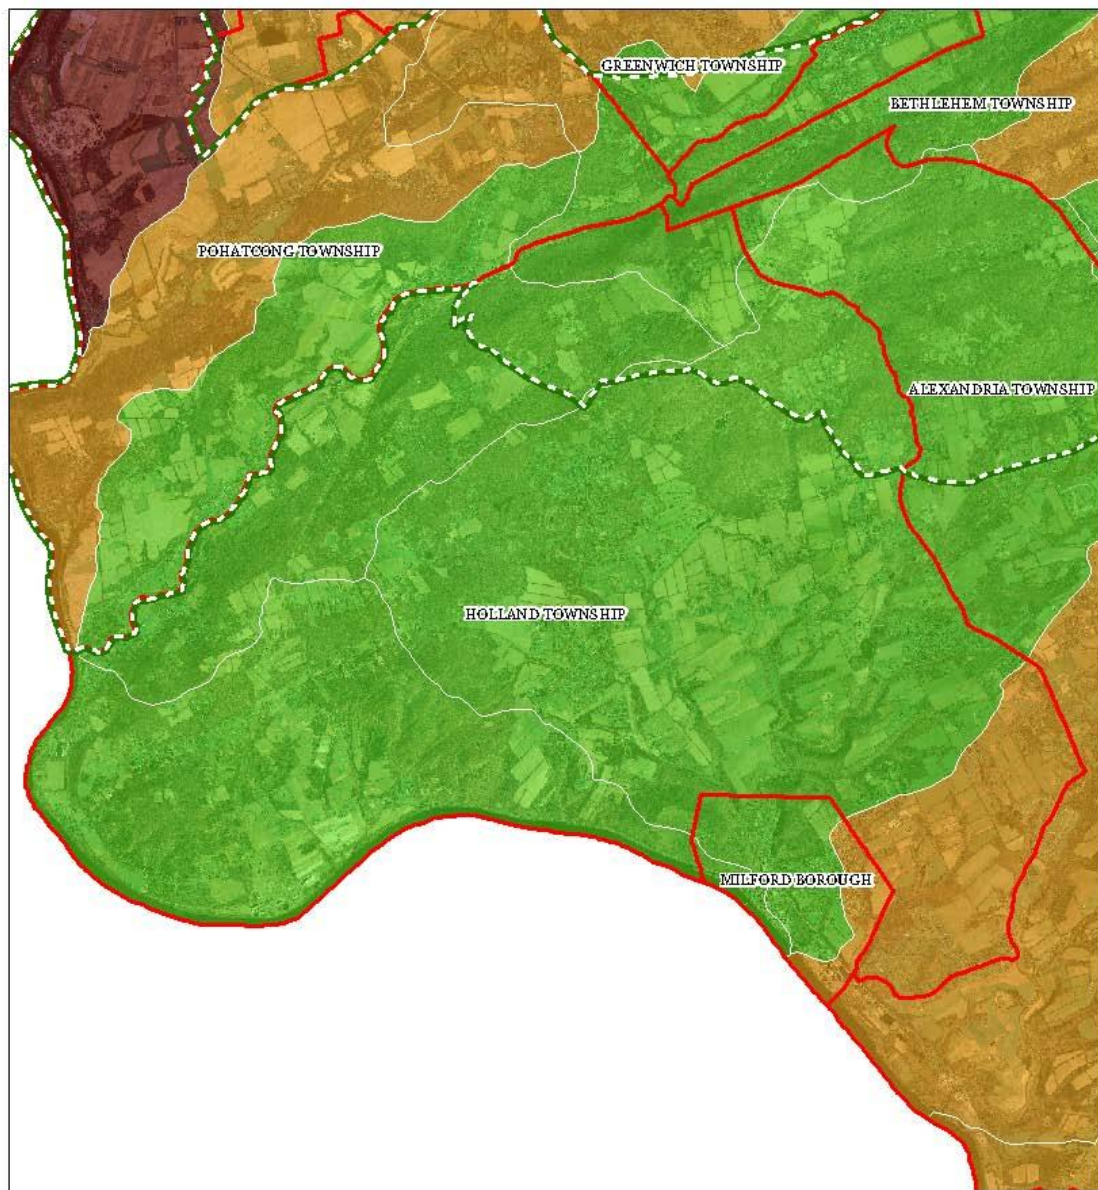 GREENWICH TOWNSHIP
BETHLEHEM TOWNSHIP
POHATCONG TOWNSHIP
ALEXANDRIA TOWNSHIP
HOLLAND TOWNSHIP
MILFORD BOROUGH